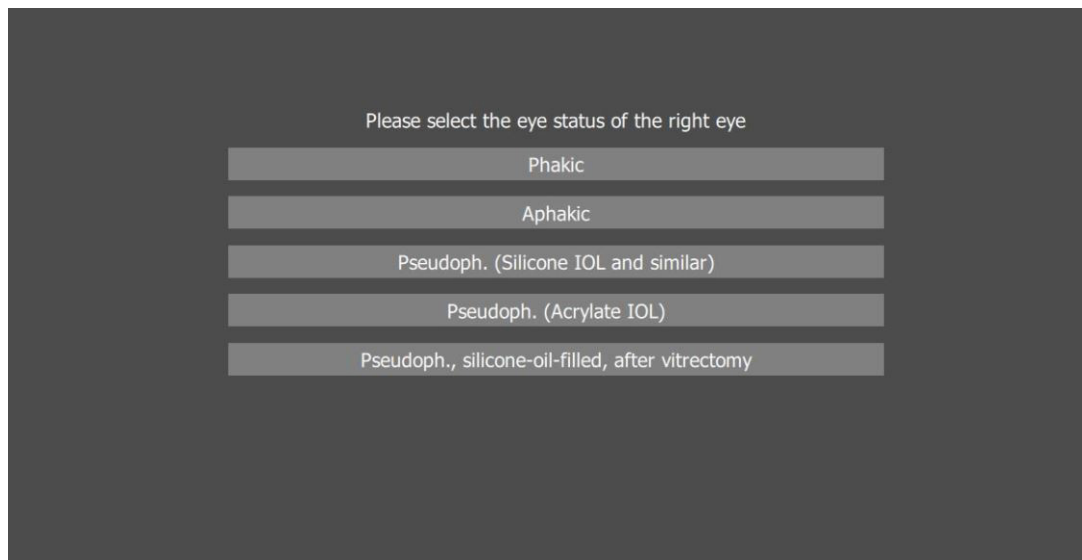 Please select the eye status of the right eye
Phakic
Aphakic
Pseudoph. (Silicone IOL and similar)
Pseudoph. (Acrylate IOL)
Pseudoph., silicone-oil-filled, after vitrectomy